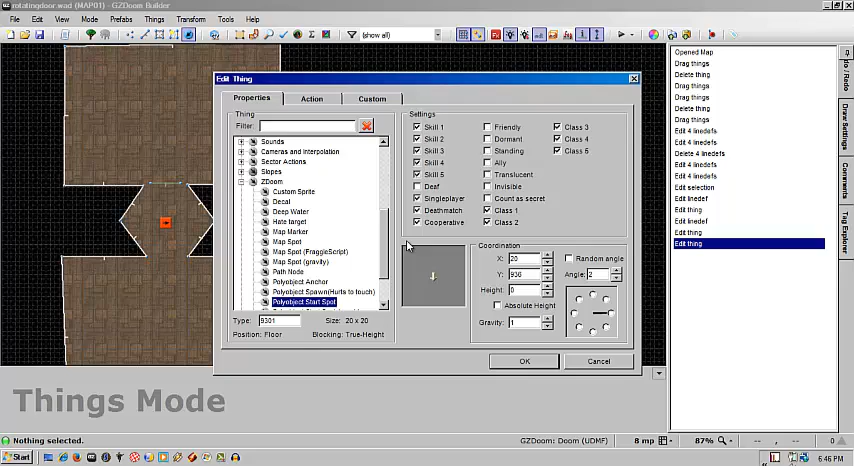 rotatingdoor.wad (MAP01) - GZDoom Builder
File Edit View Mode Prefabs Things Transform Tools Help
(show all)
Edit Thing
Properties Action Custom
Thing
Filter:
Sounds
Cameras and Interpolation
Sector Actions
Slopes
ZDoom
Custom Sprite
Decal
Deep Water
Hate target
Map Marker
Map Spot
Map Spot (FraggleScript)
Map Spot (gravity)
Path Node
Polyobject Anchor
Polyobject Spawn(Hurts to touch)
Polyobject Start Spot
Type: 9301 Size: 20 x 20
Position: Floor Blocking: True-Height
Settings
Skill 1 Friendly Class 3
Skill 2 Dormant Class 4
Skill 3 Standing Class 5
Skill 4 Ally
Skill 5 Translucent
Deaf Invisible
Singleplayer Count as secret
Deathmatch Class 1
Cooperative Class 2
Coordination
X: 20 Random angle
Y: 936 Angle: 2
Height: 0
Absolute Height
Gravity: 1
OK Cancel
Opened Map
Drag things
Delete thing
Drag things
Drag things
Delete thing
Drag things
Edit 4 linedefs
Edit 4 linedefs
Delete 4 linedefs
Edit 4 linedefs
Edit selection
Edit linedef
Edit thing
Edit linedef
Edit thing
Edit thing
do / Redo
Draw Settings
Comments
Tag Explorer
Things Mode
Nothing selected. GZDoom: Doom (UDMF) 8 mp 87% -- , -- 0
Start 6:46 PM